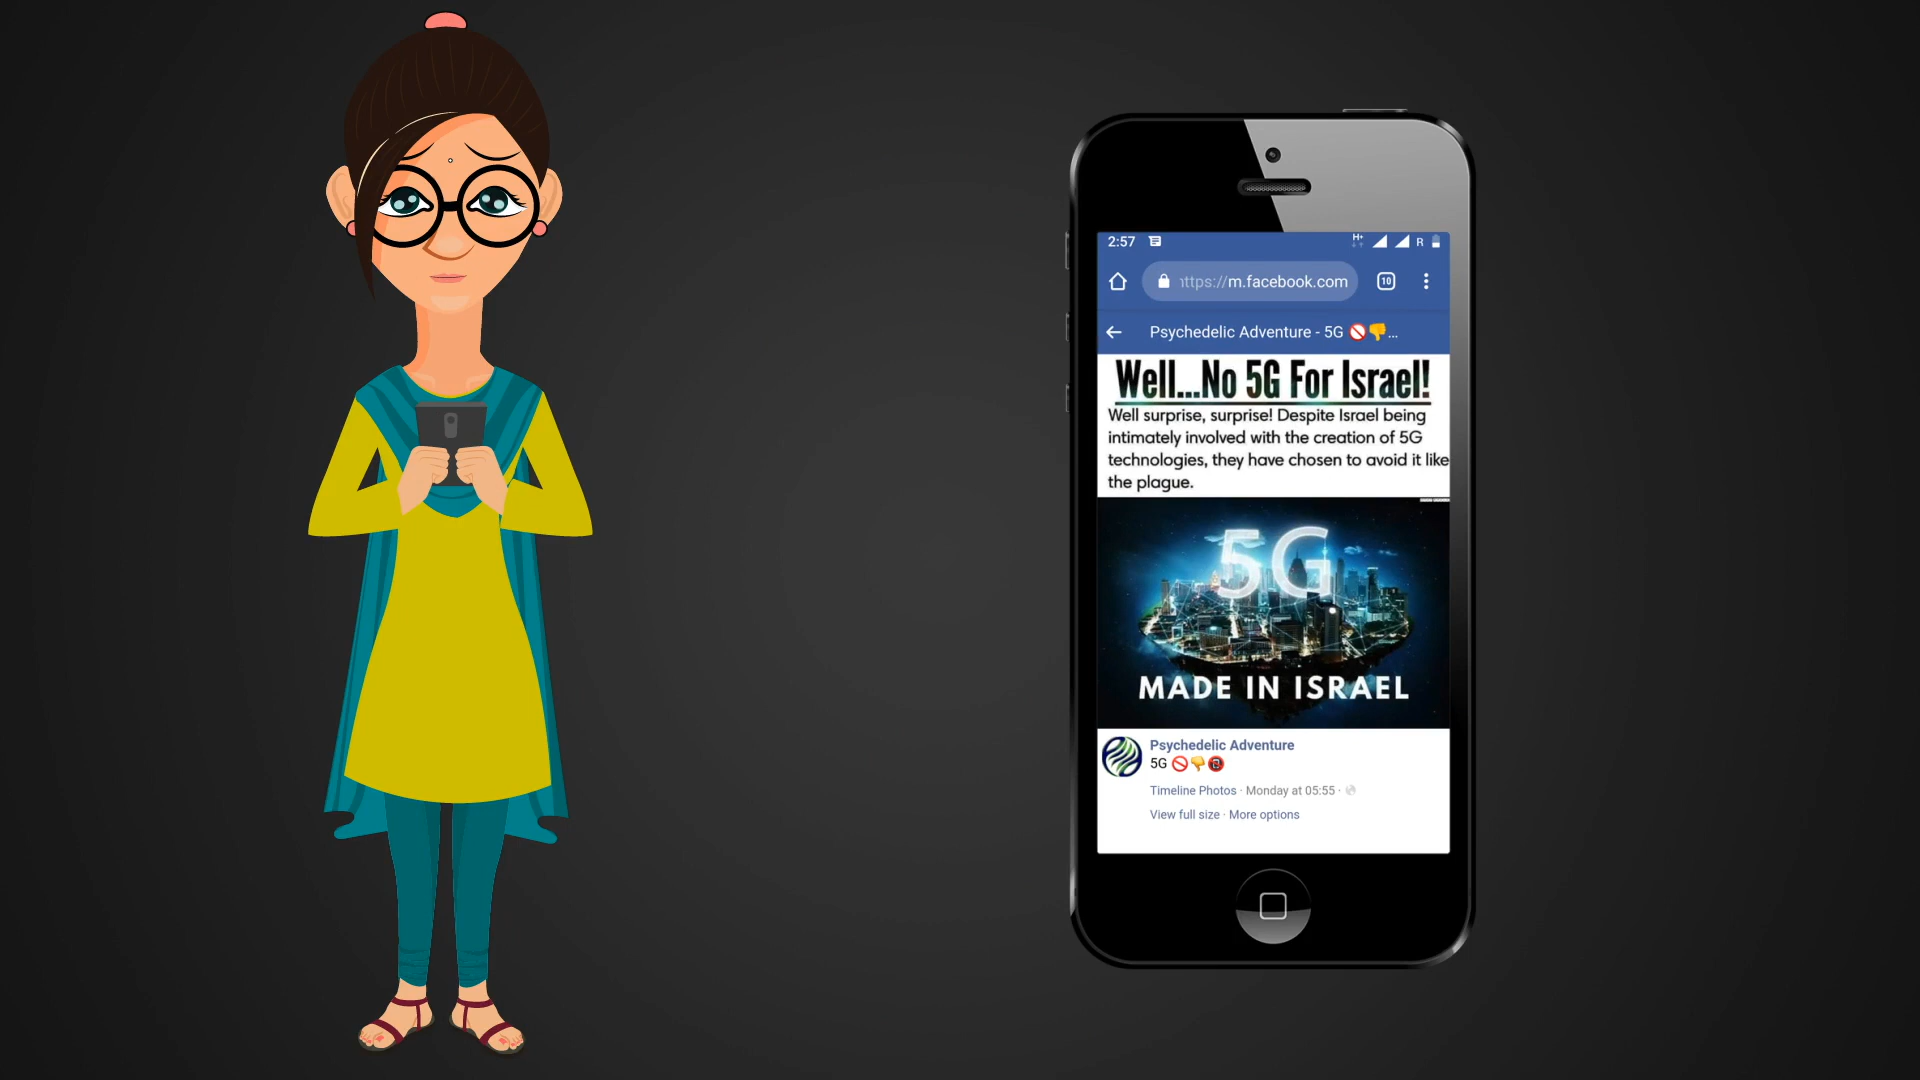 2:57
H+
R
ttps://m.facebook.com
10
Psychedelic Adventure - 5G 🚫👎...
Well...No 5G For Israel!
Well surprise, surprise! Despite Israel being
intimately involved with the creation of 5G
technologies, they have chosen to avoid it like
the plague.
5G
MADE IN ISRAEL
Psychedelic Adventure
5G 🚫👎📵
Timeline Photos · Monday at 05:55 ·
View full size · More options